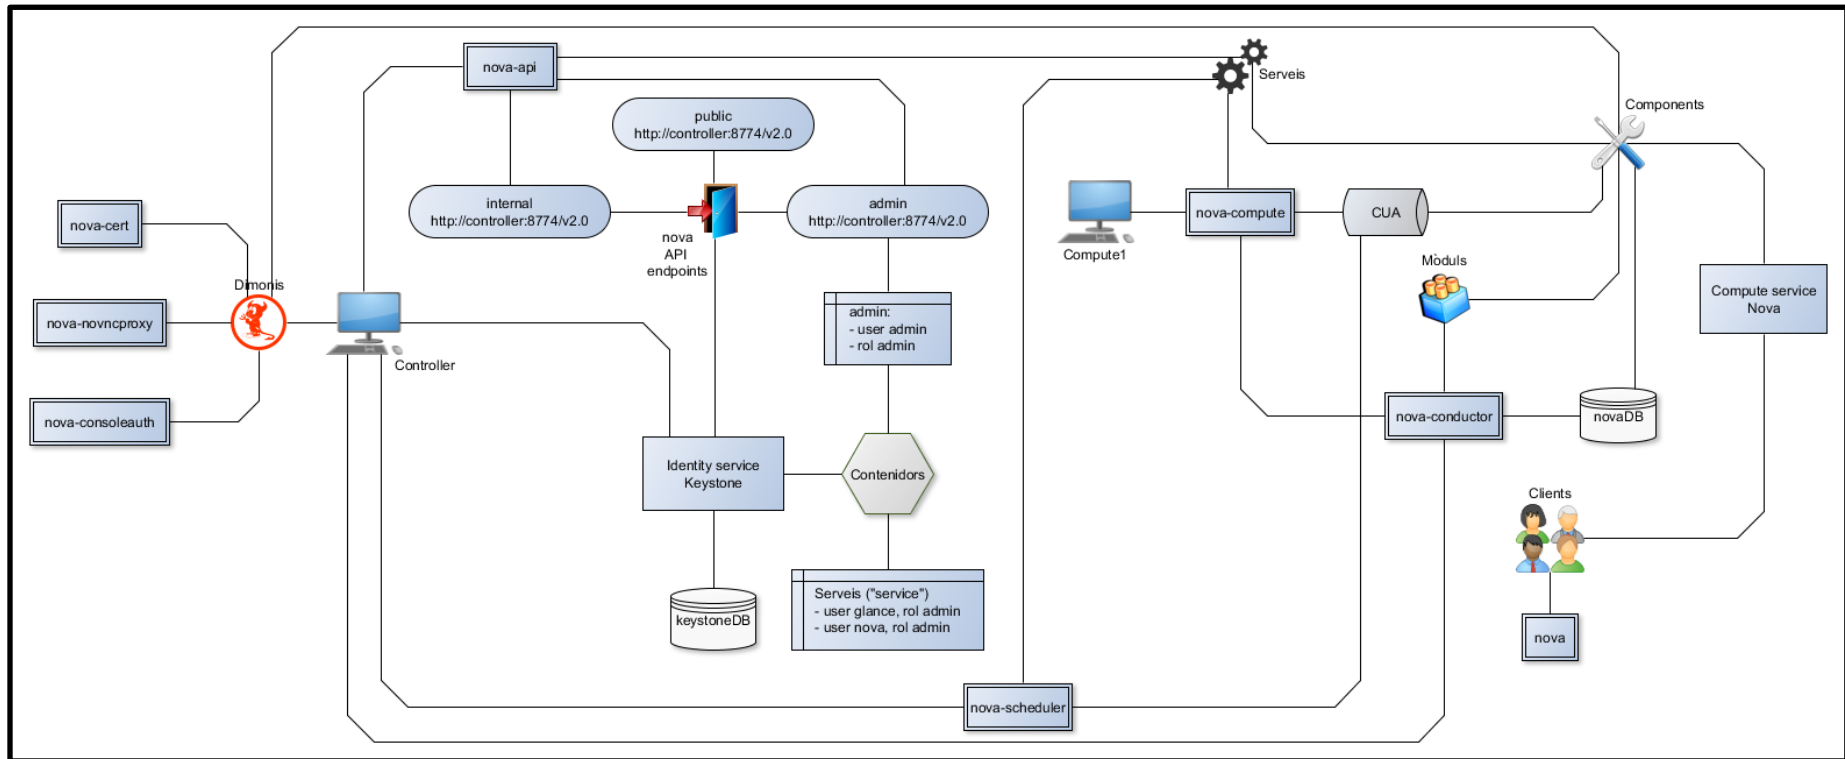 nova-api
Serveis
public
http://controller:8774/v2.0
Components
internal
http://controller:8774/v2.0
admin
http://controller:8774/v2.0
nova-compute
CUA
nova-cert
nova
API
endpoints
Compute1
Mòduls
Dimonis
Compute service
Nova
nova-novncproxy
admin:
- user admin
- rol admin
Controller
nova-consoleauth
nova-conductor
novaDB
Identity service
Keystone
Contenidors
Clients
keystoneDB
Serveis ("service")
- user glance, rol admin
- user nova, rol admin
nova
nova-scheduler